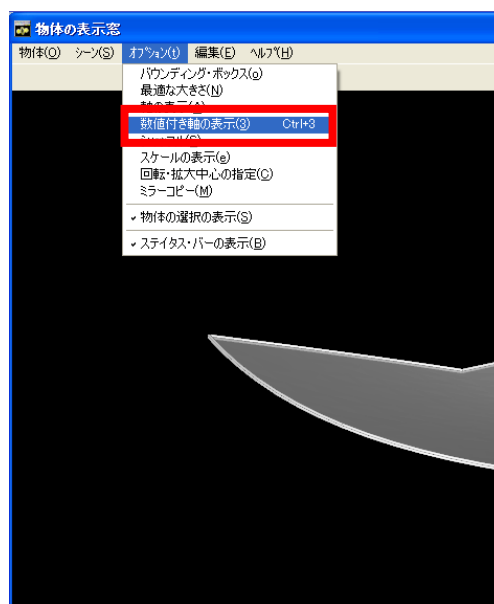 物体の表示窓
物体(O) シーン(S) オプション(t) 編集(E) ヘルプ(H)
バウンディング・ボックス(o)
最適な大きさ(N)
軸の表示(A)
数値付き軸の表示(3) Ctrl+3
スケールの表示(e)
回転・拡大中心の指定(C)
ミラーコピー(M)
物体の選択の表示(S)
ステイタス・バーの表示(B)